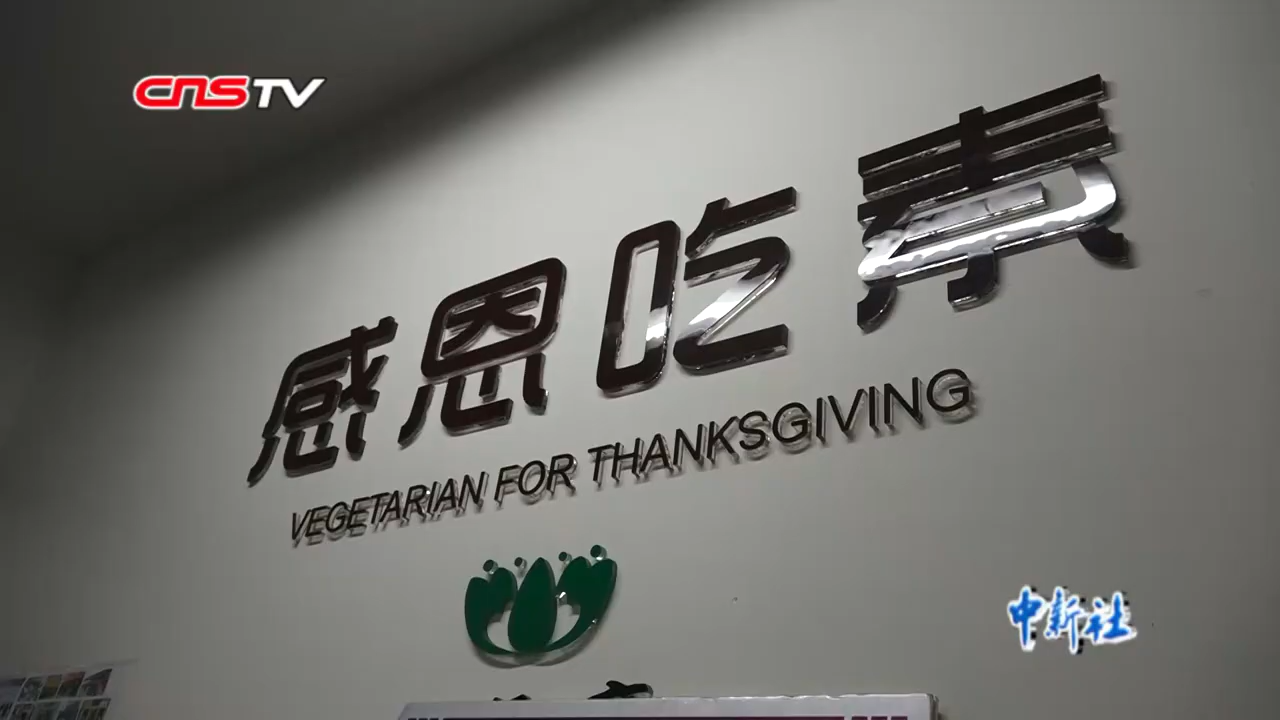 CNSTV
感恩吃素
VEGETARIAN FOR THANKSGIVING
中新社